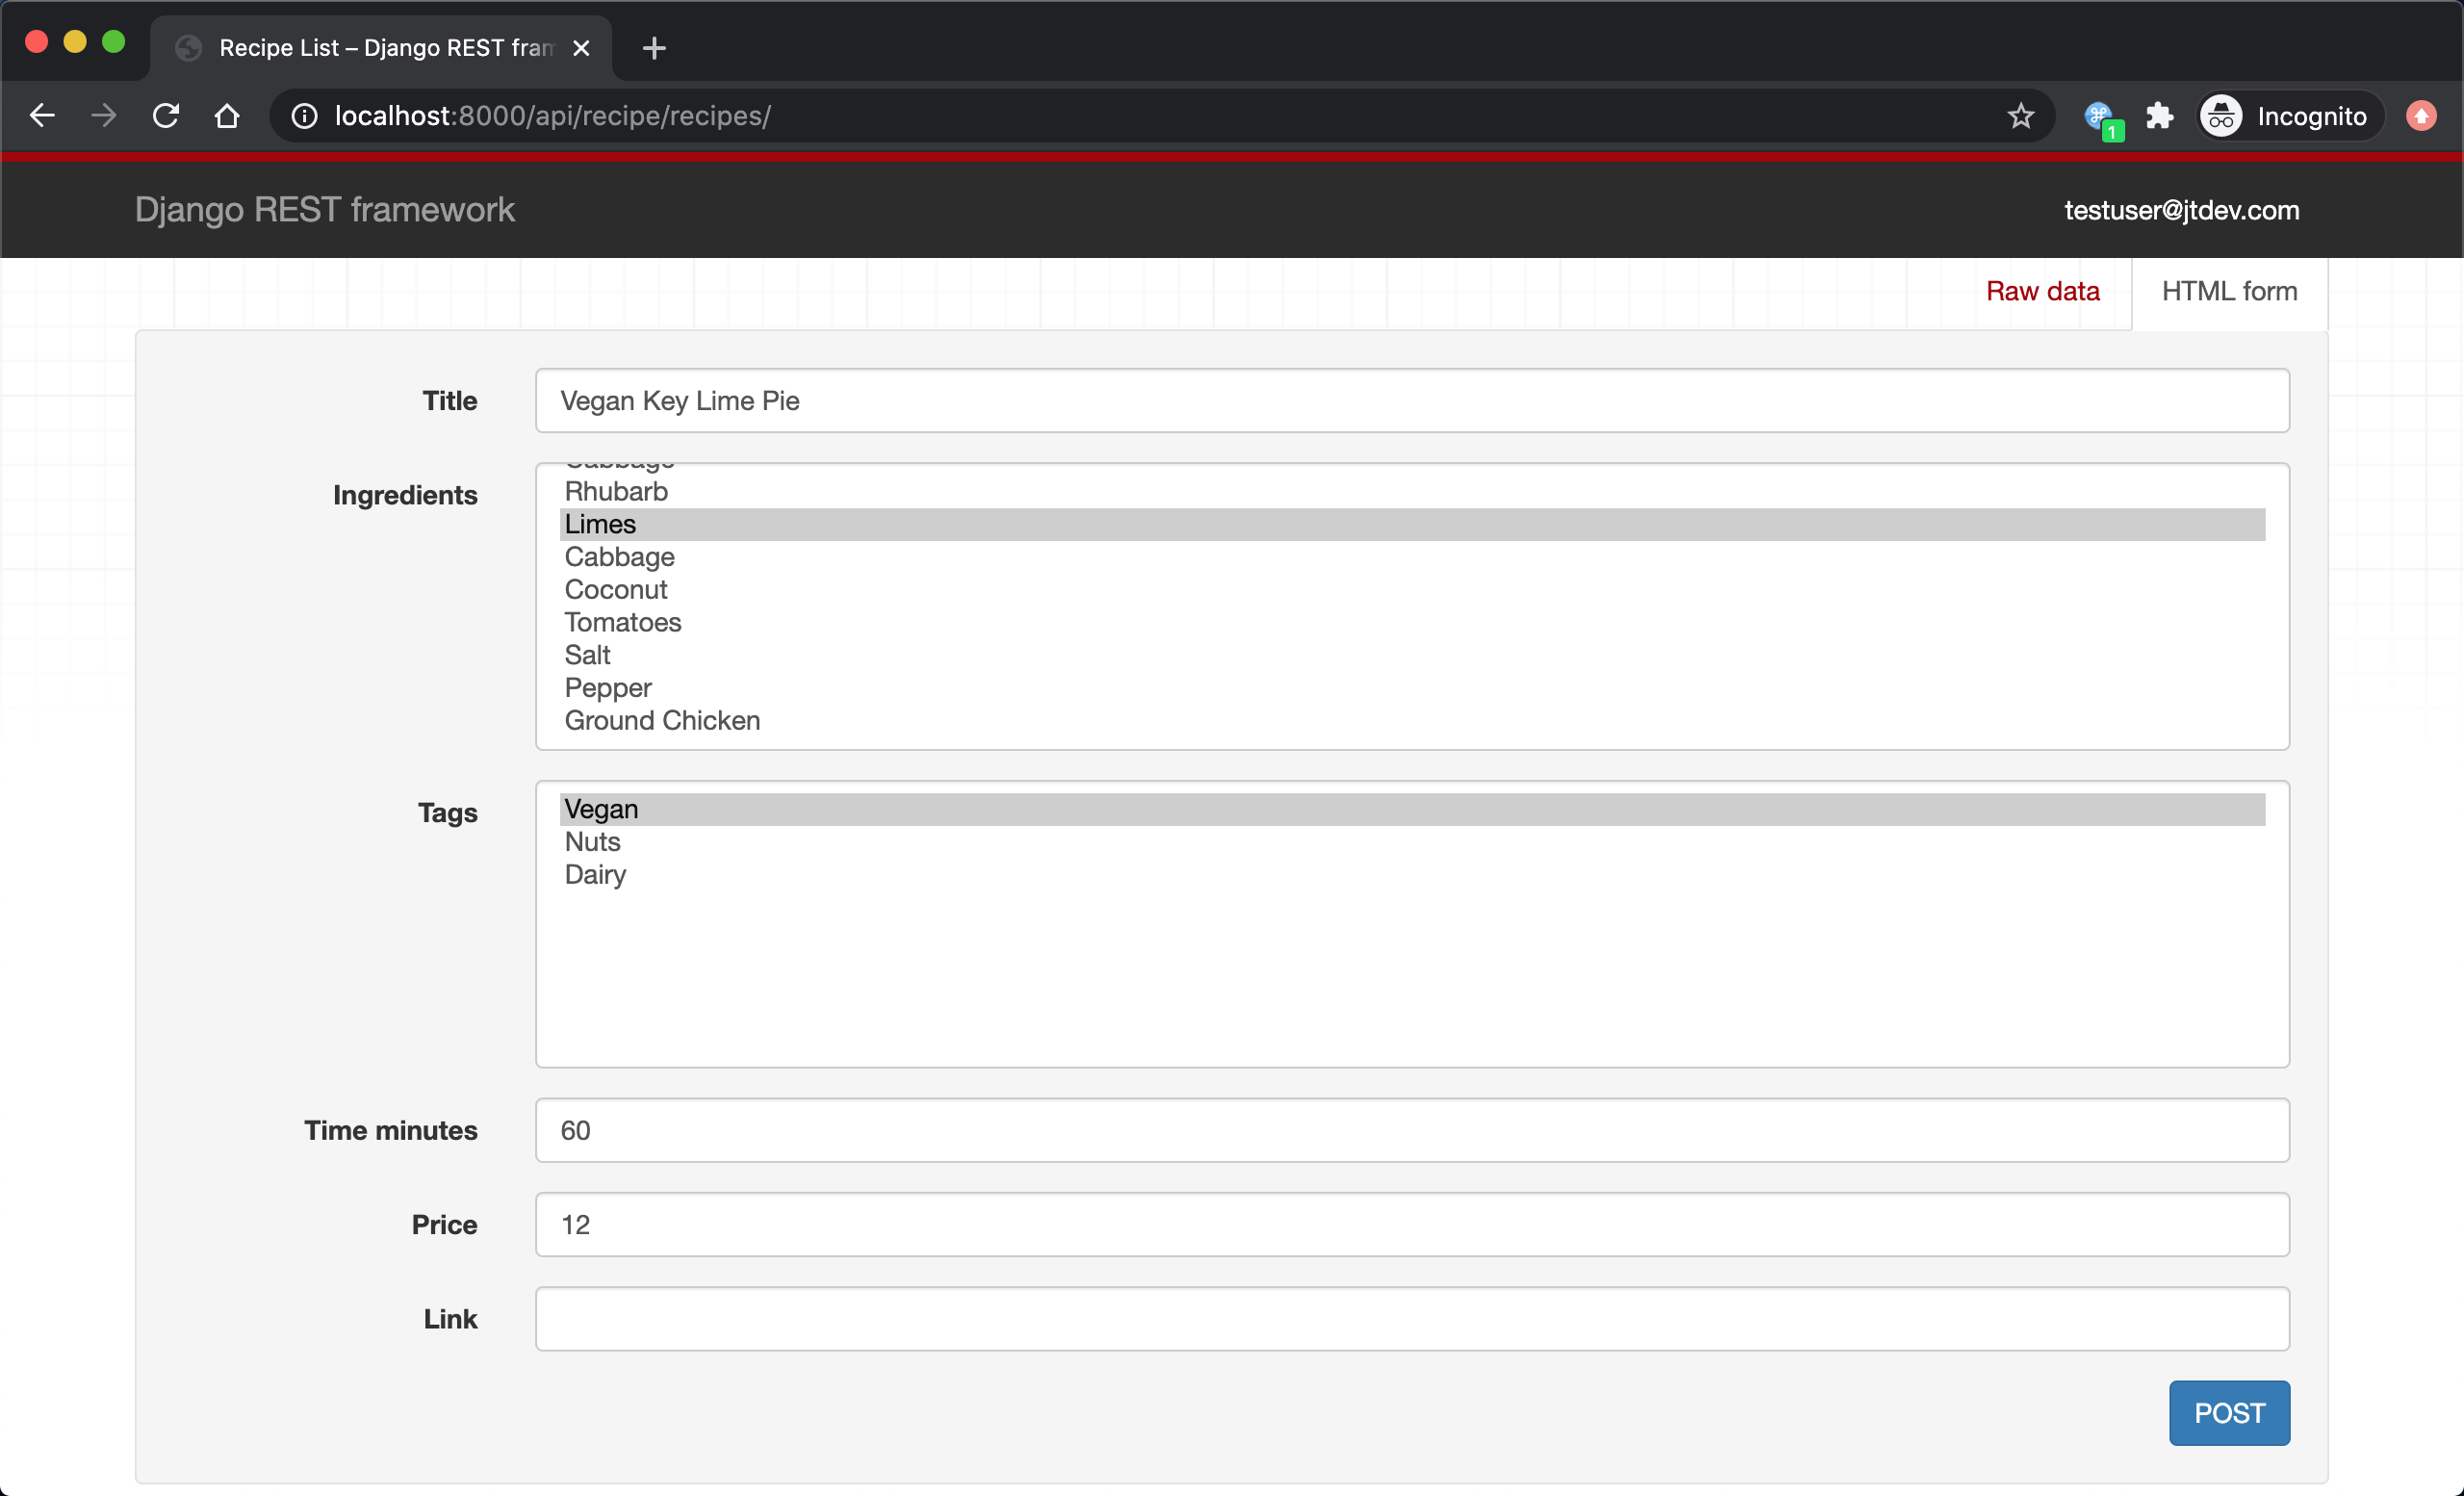 Recipe List – Django REST fram
localhost:8000/api/recipe/recipes/
1
Incognito
Django REST framework
testuser@jtdev.com
Raw data
HTML form
Title
Vegan Key Lime Pie
Ingredients
Cabbage
Rhubarb
Limes
Cabbage
Coconut
Tomatoes
Salt
Pepper
Ground Chicken
Tags
Vegan
Nuts
Dairy
Time minutes
60
Price
12
Link
POST